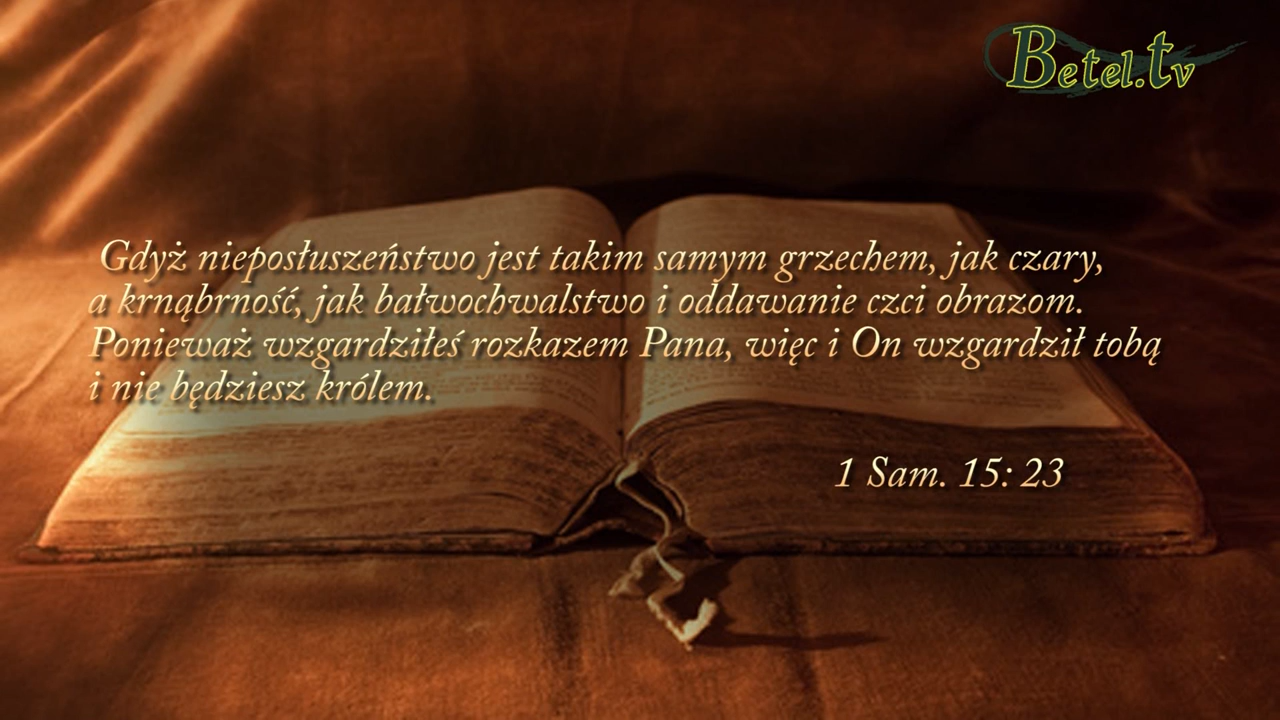 Betel.tv
Gdyż nieposłuszeństwo jest takim samym grzechem, jak czary,
a krnąbrność, jak bałwochwalstwo i oddawanie czci obrazom.
Ponieważ wzgardziłeś rozkazem Pana, więc i On wzgardził tobą
i nie będziesz królem.
1 Sam. 15: 23